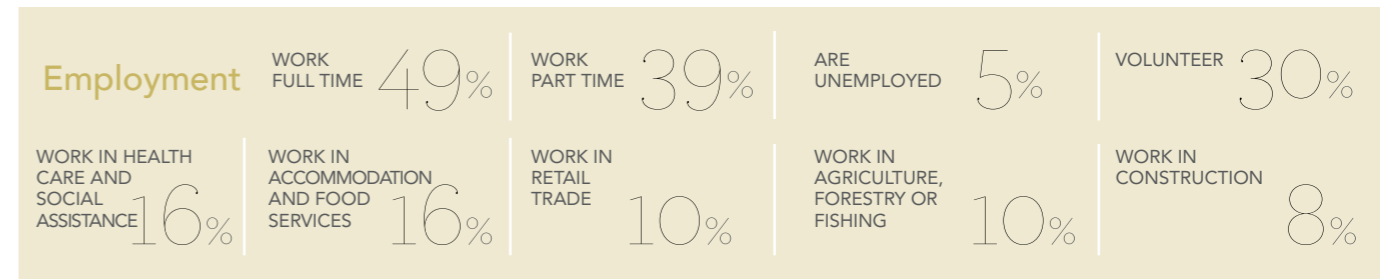 Employment
WORK
FULL TIME 49%
WORK
PART TIME 39%
ARE
UNEMPLOYED 5%
VOLUNTEER 30%
WORK IN HEALTH
CARE AND
SOCIAL
ASSISTANCE 16%
WORK IN
ACCOMMODATION
AND FOOD
SERVICES 16%
WORK IN
RETAIL
TRADE 10%
WORK IN
AGRICULTURE,
FORESTRY OR
FISHING 10%
WORK IN
CONSTRUCTION
8%